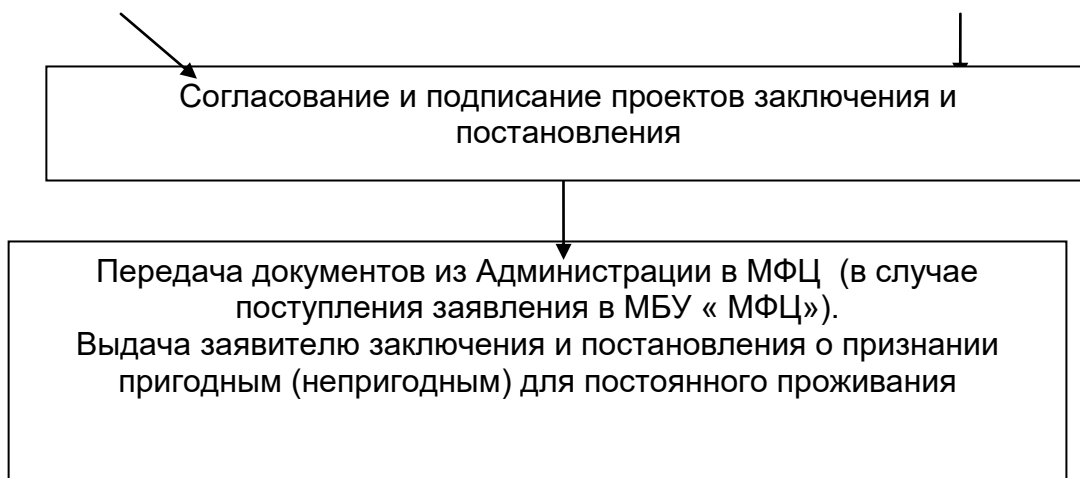 Согласование и подписание проектов заключения и
постановления
Передача документов из Администрации в МФЦ (в случае
поступления заявления в МБУ « МФЦ»).
Выдача заявителю заключения и постановления о признании
пригодным (непригодным) для постоянного проживания